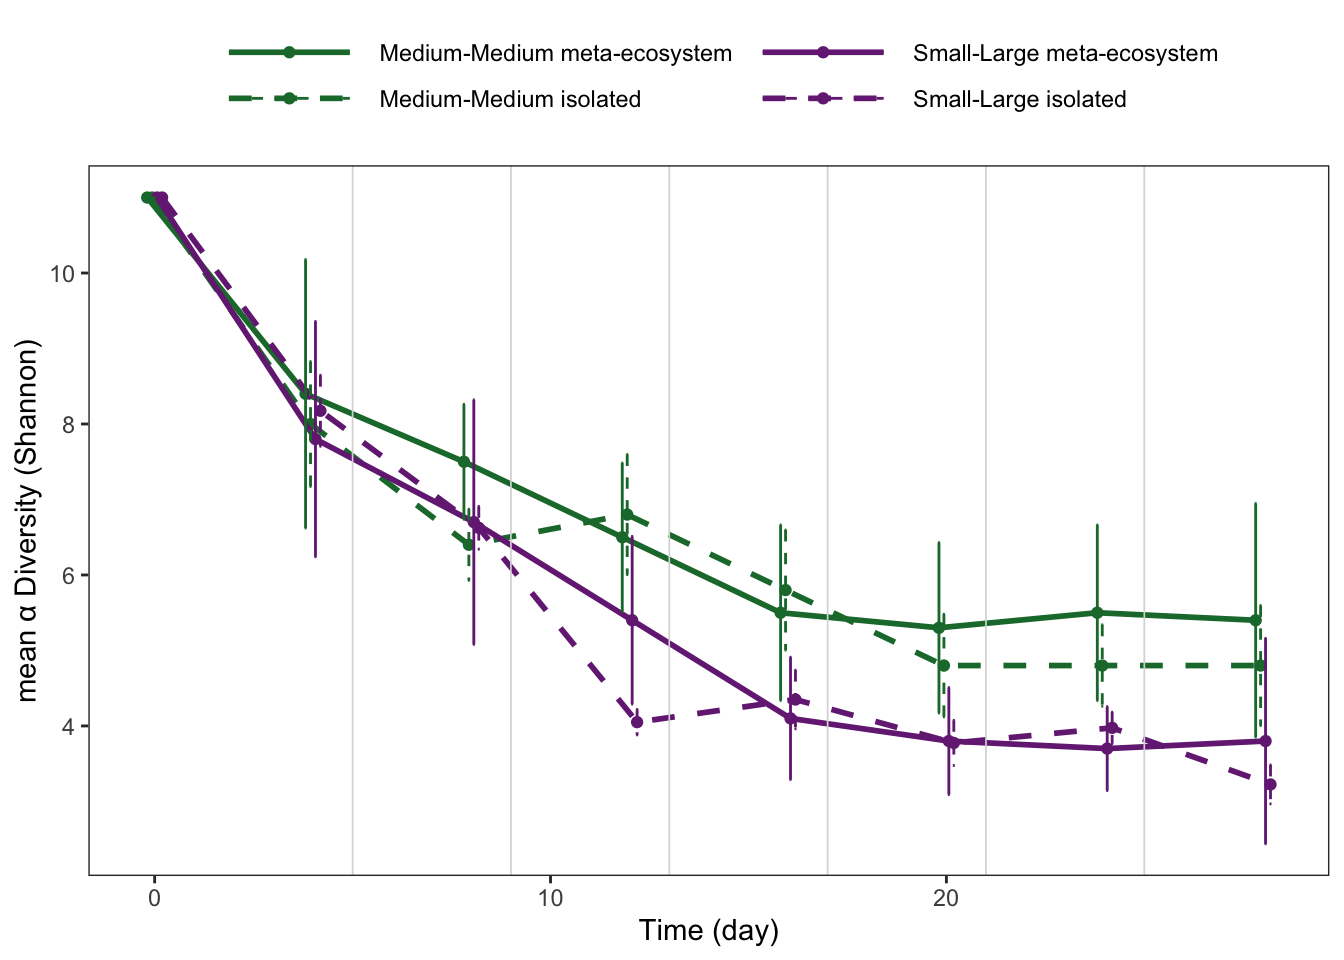 Medium-Medium meta-ecosystem
Small-Large meta-ecosystem
Medium-Medium isolated
Small-Large isolated
mean α Diversity (Shannon)
10
8
6
4
0
10
20
Time (day)